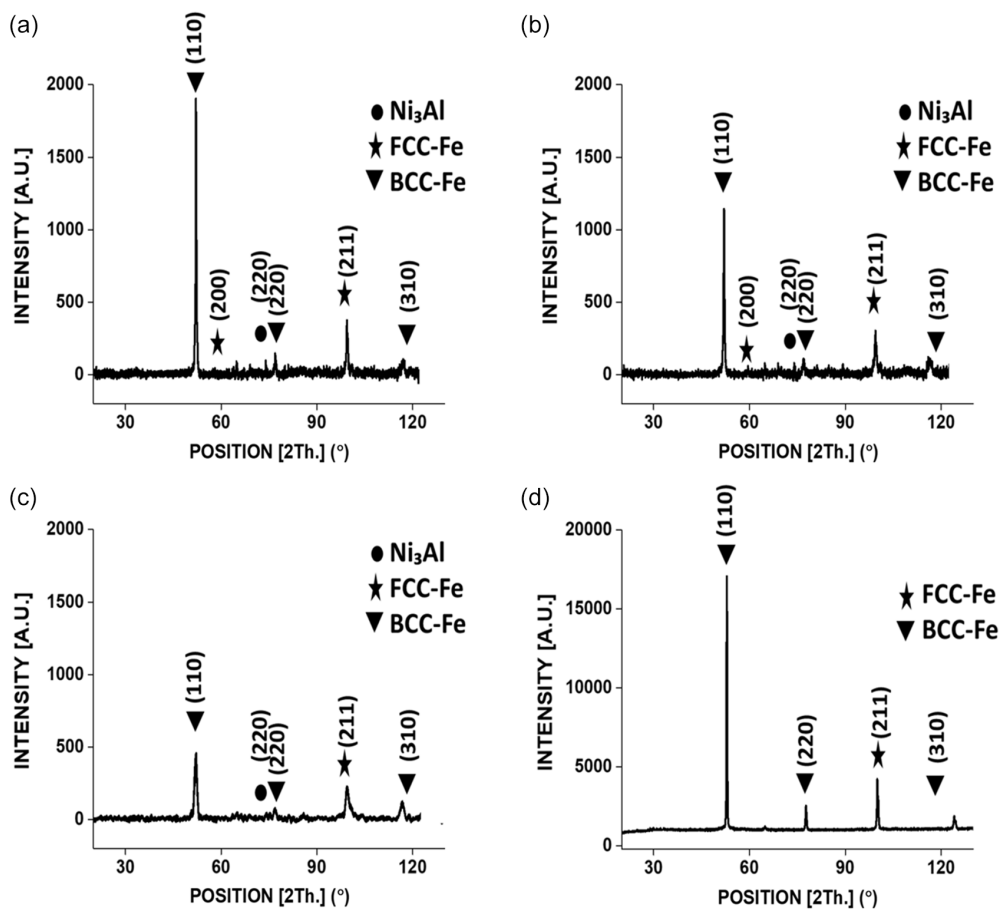 (a)
(110)
2000
1500
1000
500
0
INTENSITY [A.U.]
Ni₃Al
FCC-Fe
BCC-Fe
(200)
(220)
(220)
(211)
(310)
30
60
90
120
POSITION [2Th.] (°)
(b)
(110)
2000
1500
1000
500
0
INTENSITY [A.U.]
Ni₃Al
FCC-Fe
BCC-Fe
(200)
(220)
(220)
(211)
(310)
30
60
90
120
POSITION [2Th.] (°)
(c)
2000
1500
1000
500
0
INTENSITY [A.U.]
Ni₃Al
FCC-Fe
BCC-Fe
(110)
(220)
(220)
(211)
(310)
30
60
90
120
POSITION [2Th.] (°)
(d)
(110)
20000
15000
10000
5000
0
INTENSITY [A.U.]
FCC-Fe
BCC-Fe
(220)
(211)
(310)
30
60
90
120
POSITION [2Th.] (°)